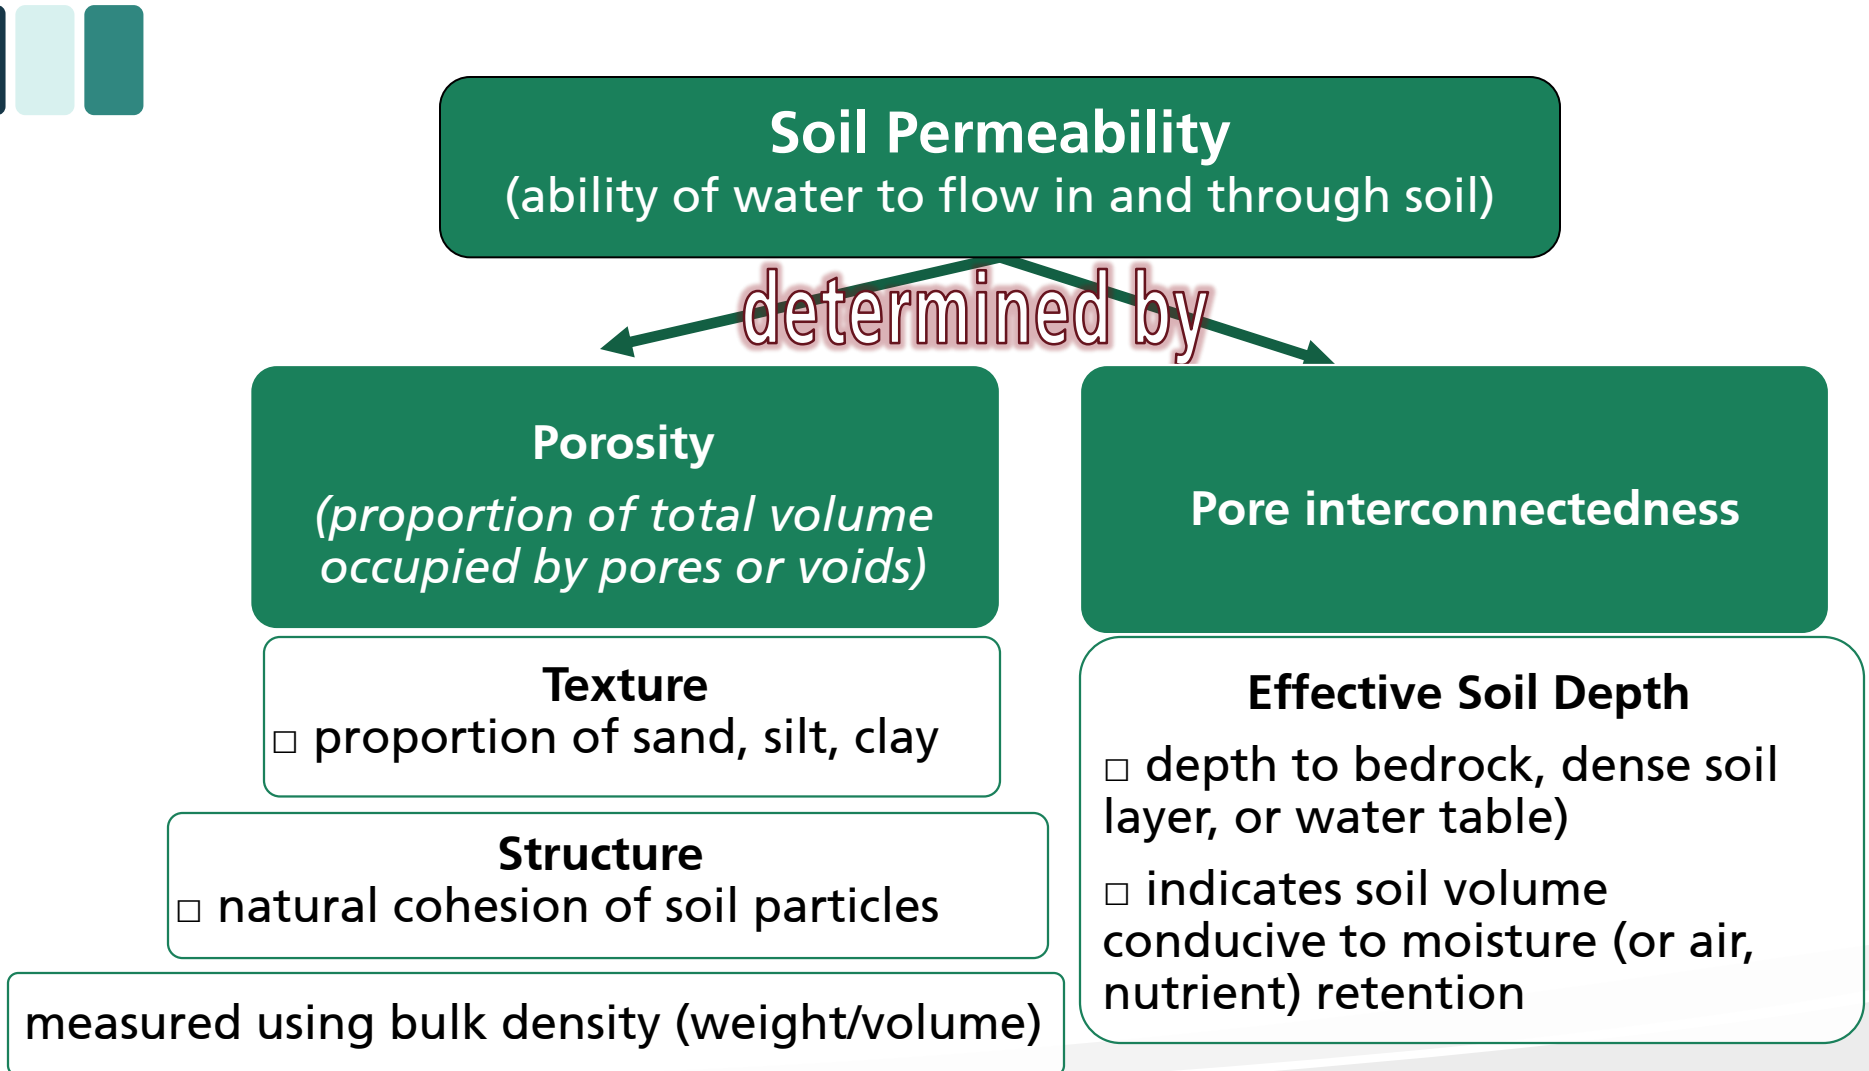 Soil Permeability
(ability of water to flow in and through soil)
determined by
Porosity
(proportion of total volume
occupied by pores or voids)
Texture
□ proportion of sand, silt, clay
Structure
□ natural cohesion of soil particles
measured using bulk density (weight/volume)
Pore interconnectedness
Effective Soil Depth
□ depth to bedrock, dense soil
layer, or water table)
□ indicates soil volume
conducive to moisture (or air,
nutrient) retention